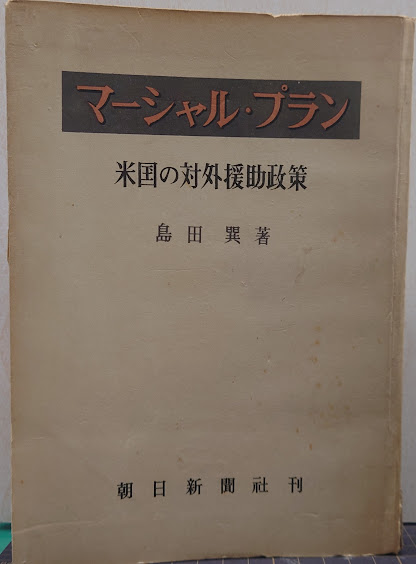 マーシャル・プラン
米国の対外援助政策
島田巽著
朝日新聞社刊